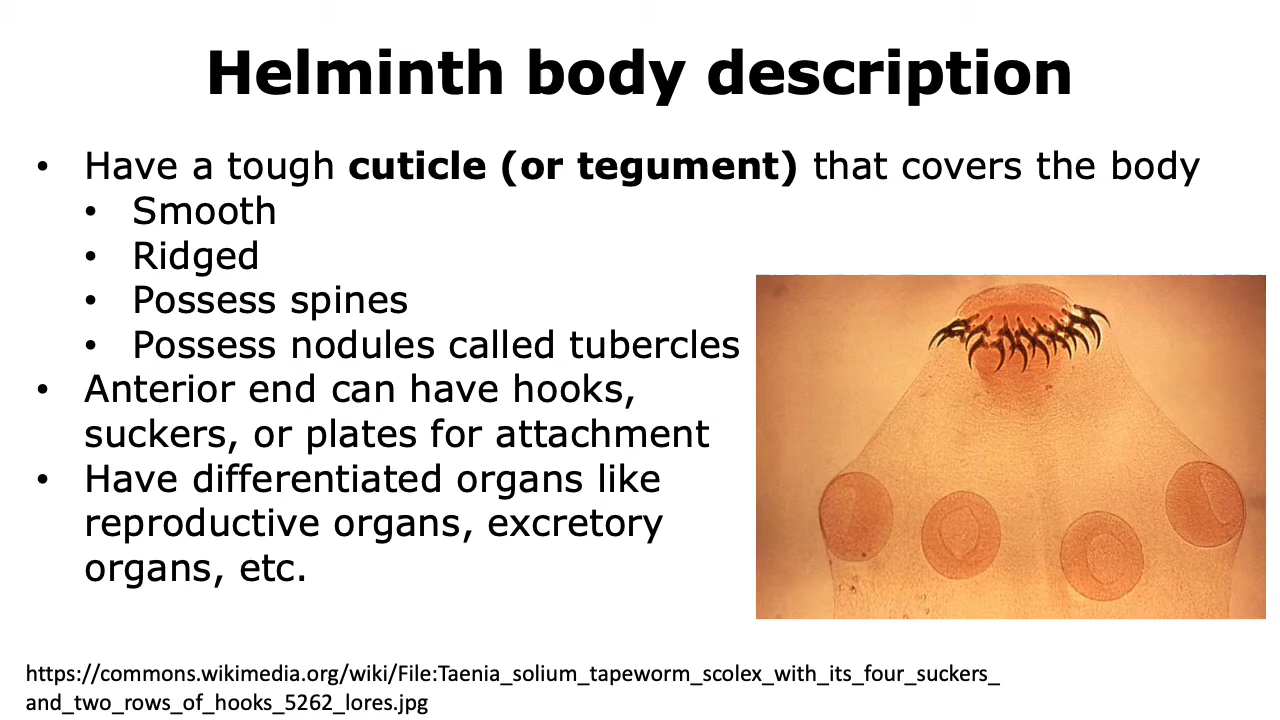 Helminth body description
• Have a tough cuticle (or tegument) that covers the body
• Smooth
• Ridged
• Possess spines
• Possess nodules called tubercles
• Anterior end can have hooks,
suckers, or plates for attachment
• Have differentiated organs like
reproductive organs, excretory
organs, etc.
https://commons.wikimedia.org/wiki/File:Taenia_solium_tapeworm_scolex_with_its_four_suckers_
and_two_rows_of_hooks_5262_lores.jpg